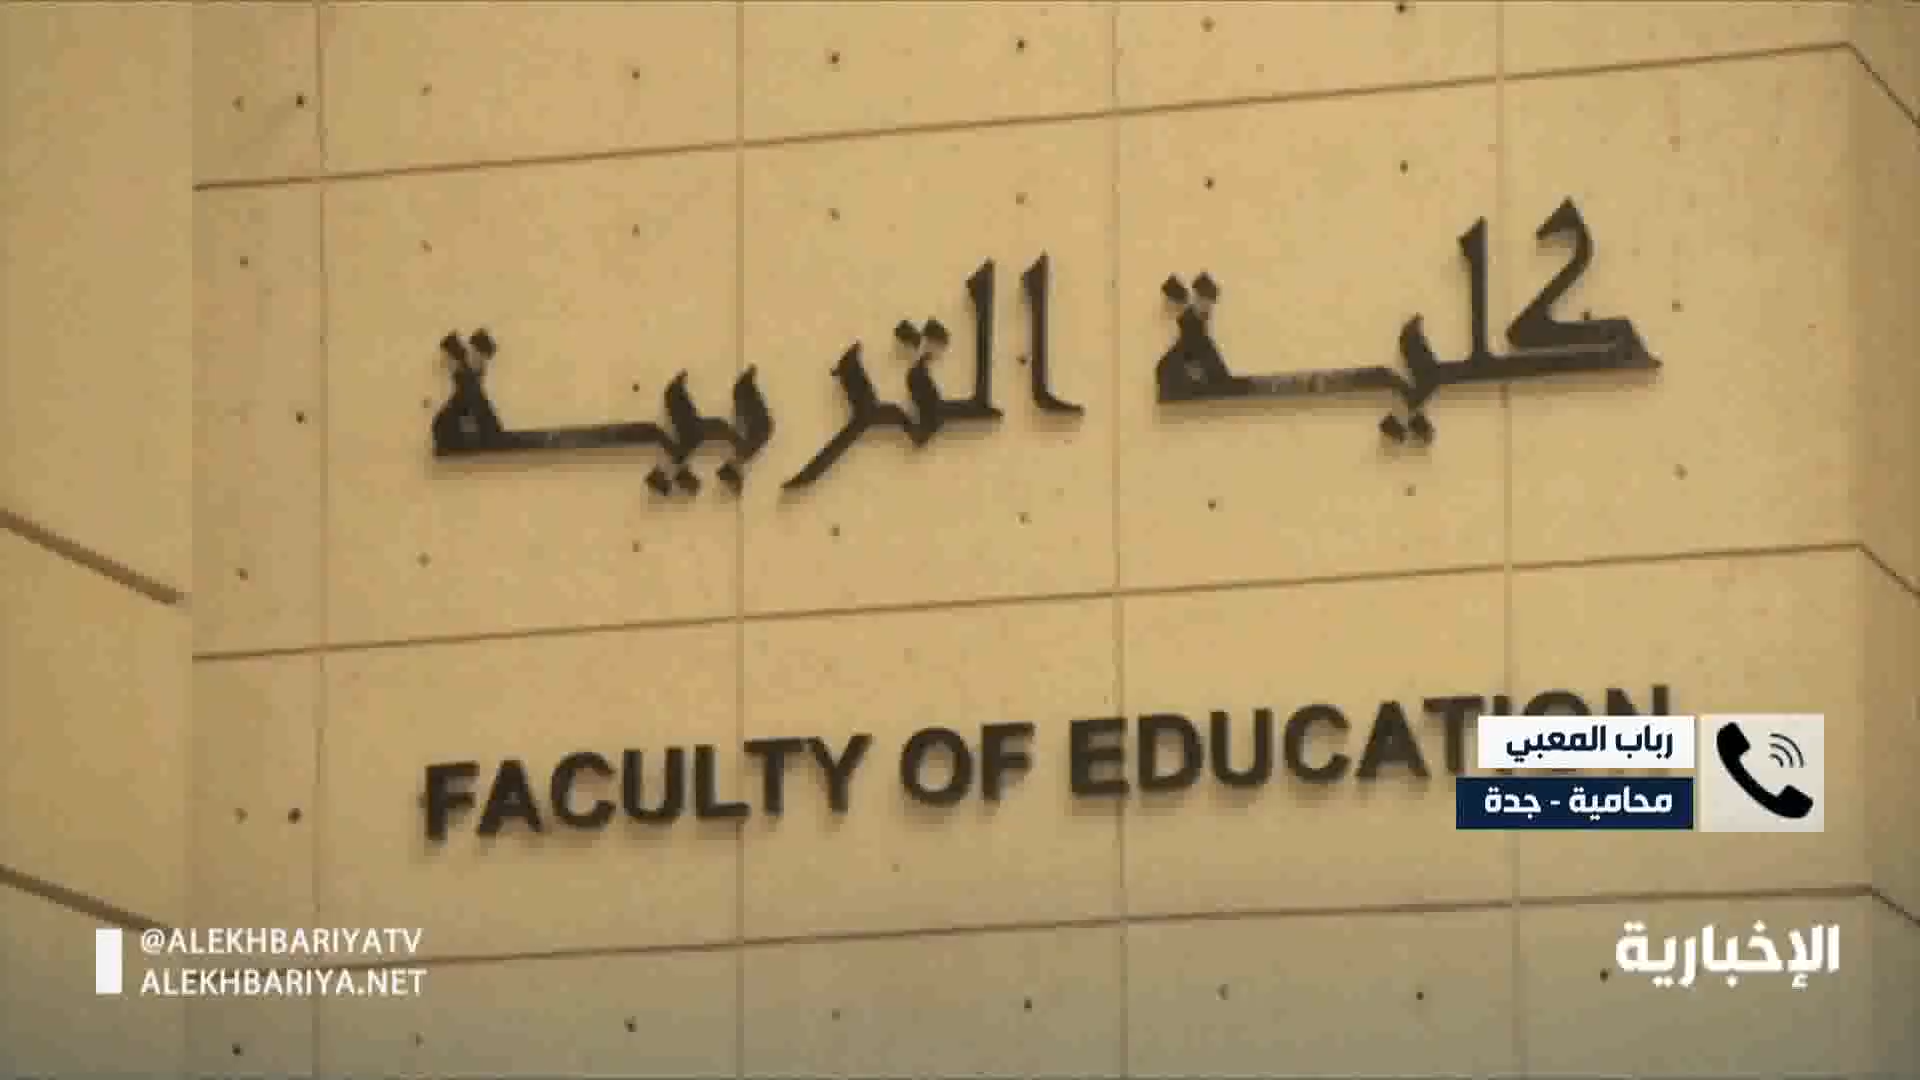 كلية التربية
FACULTY OF EDUCATION
رباب المعبي
محامية - جدة
@ALEKHBARIYATV
ALEKHBARIYA.NET
الإخبارية